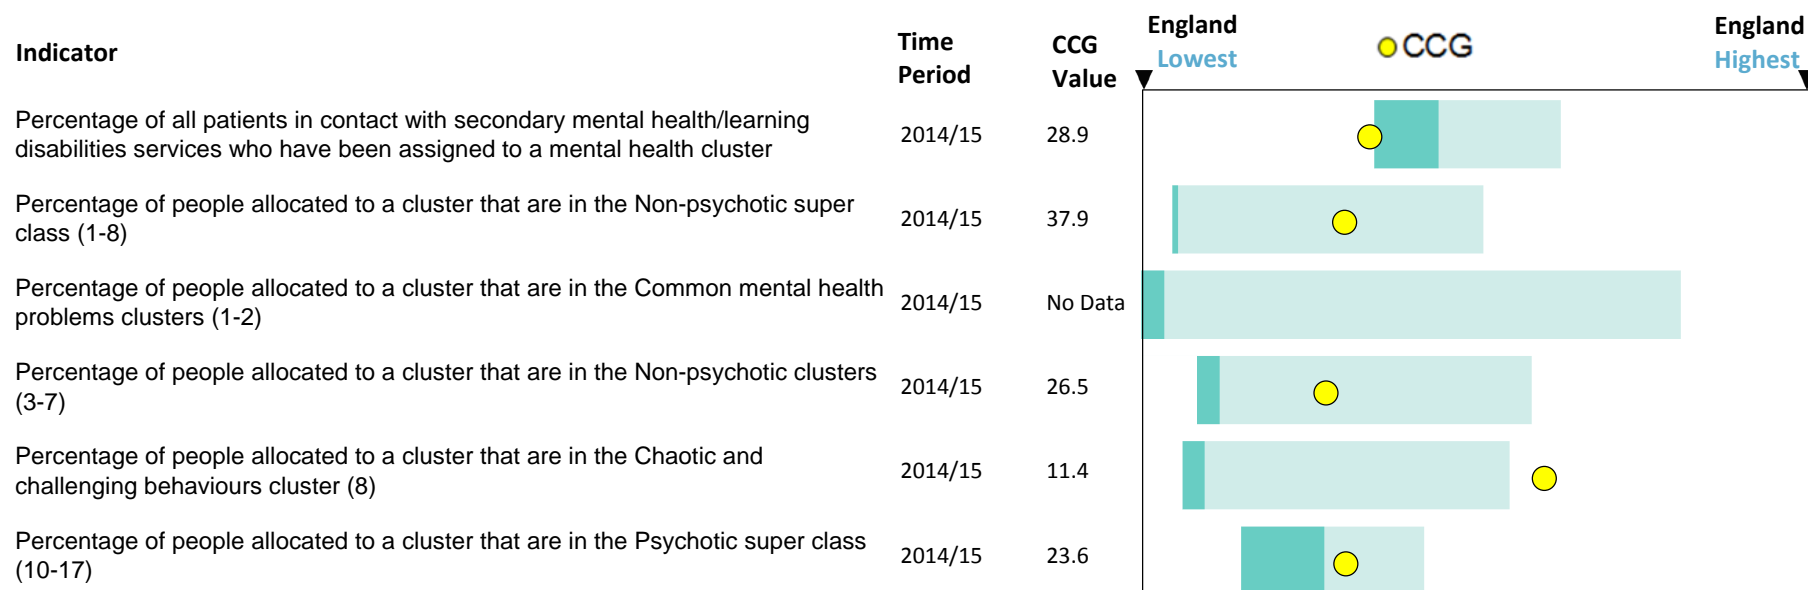 Indicator
Time
Period
CCG
Value
England
Lowest
CCG
England
Highest
Percentage of all patients in contact with secondary mental health/learning
disabilities services who have been assigned to a mental health cluster
2014/15
28.9
Percentage of people allocated to a cluster that are in the Non-psychotic super
class (1-8)
2014/15
37.9
Percentage of people allocated to a cluster that are in the Common mental health
problems clusters (1-2)
2014/15
No Data
Percentage of people allocated to a cluster that are in the Non-psychotic clusters
(3-7)
2014/15
26.5
Percentage of people allocated to a cluster that are in the Chaotic and
challenging behaviours cluster (8)
2014/15
11.4
Percentage of people allocated to a cluster that are in the Psychotic super class
(10-17)
2014/15
23.6